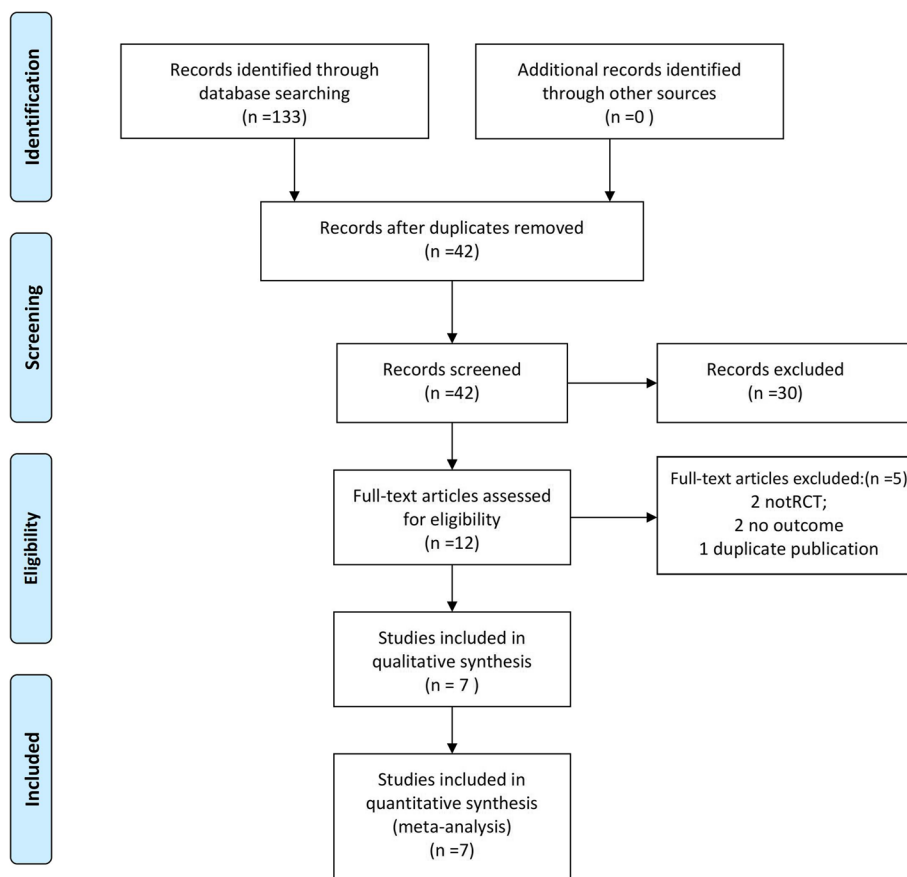 Identification
Records identified through
database searching
(n =133)
Additional records identified
through other sources
(n =0 )
Records after duplicates removed
(n =42)
Screening
Records screened
(n =42)
Records excluded
(n =30)
Eligibility
Full-text articles assessed
for eligibility
(n =12)
Full-text articles excluded:(n =5)
2 notRCT;
2 no outcome
1 duplicate publication
Studies included in
qualitative synthesis
(n = 7 )
Included
Studies included in
quantitative synthesis
(meta-analysis)
(n =7)